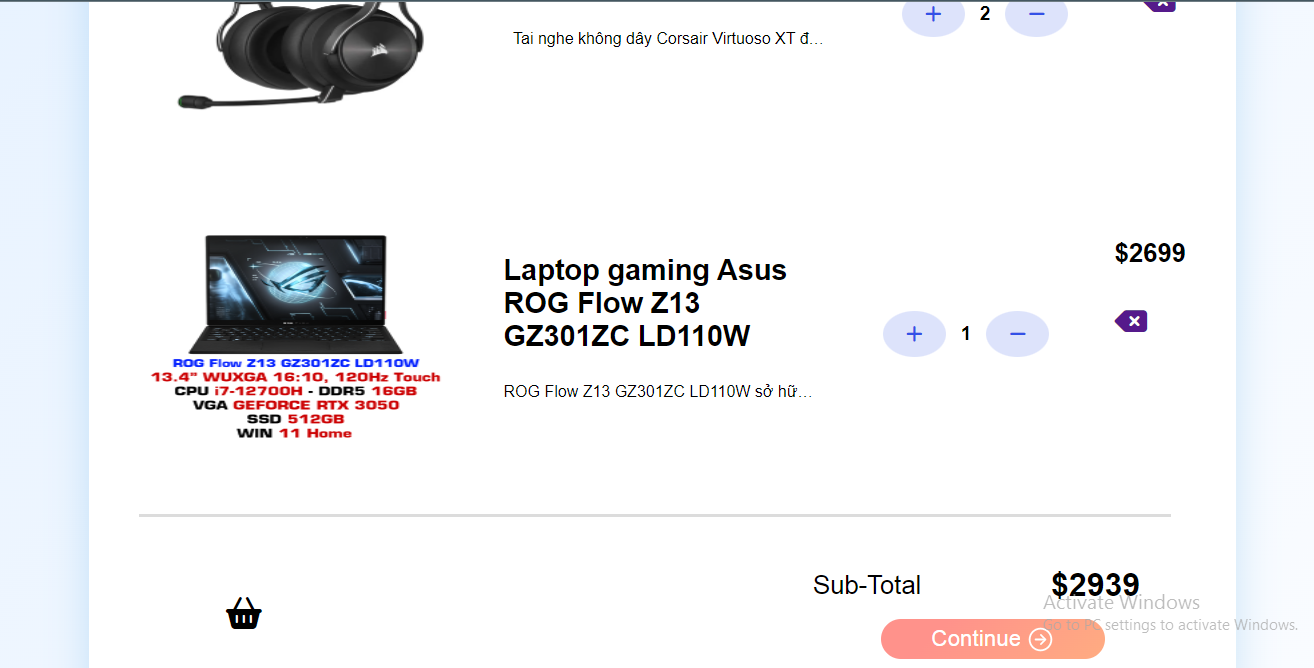 + 2 −
Tai nghe không dây Corsair Virtuoso XT đ...
$2699
Laptop gaming Asus
ROG Flow Z13
GZ301ZC LD110W
+ 1 −
ROG Flow Z13 GZ301ZC LD110W sở hữ...
ROG Flow Z13 GZ301ZC LD110W
13.4" WUXGA 16:10, 120Hz Touch
CPU i7-12700H - DDR5 16GB
VGA GEFORCE RTX 3050
SSD 512GB
WIN 11 Home
Sub-Total $2939
Activate Windows
Go to PC settings to activate Windows.
Continue